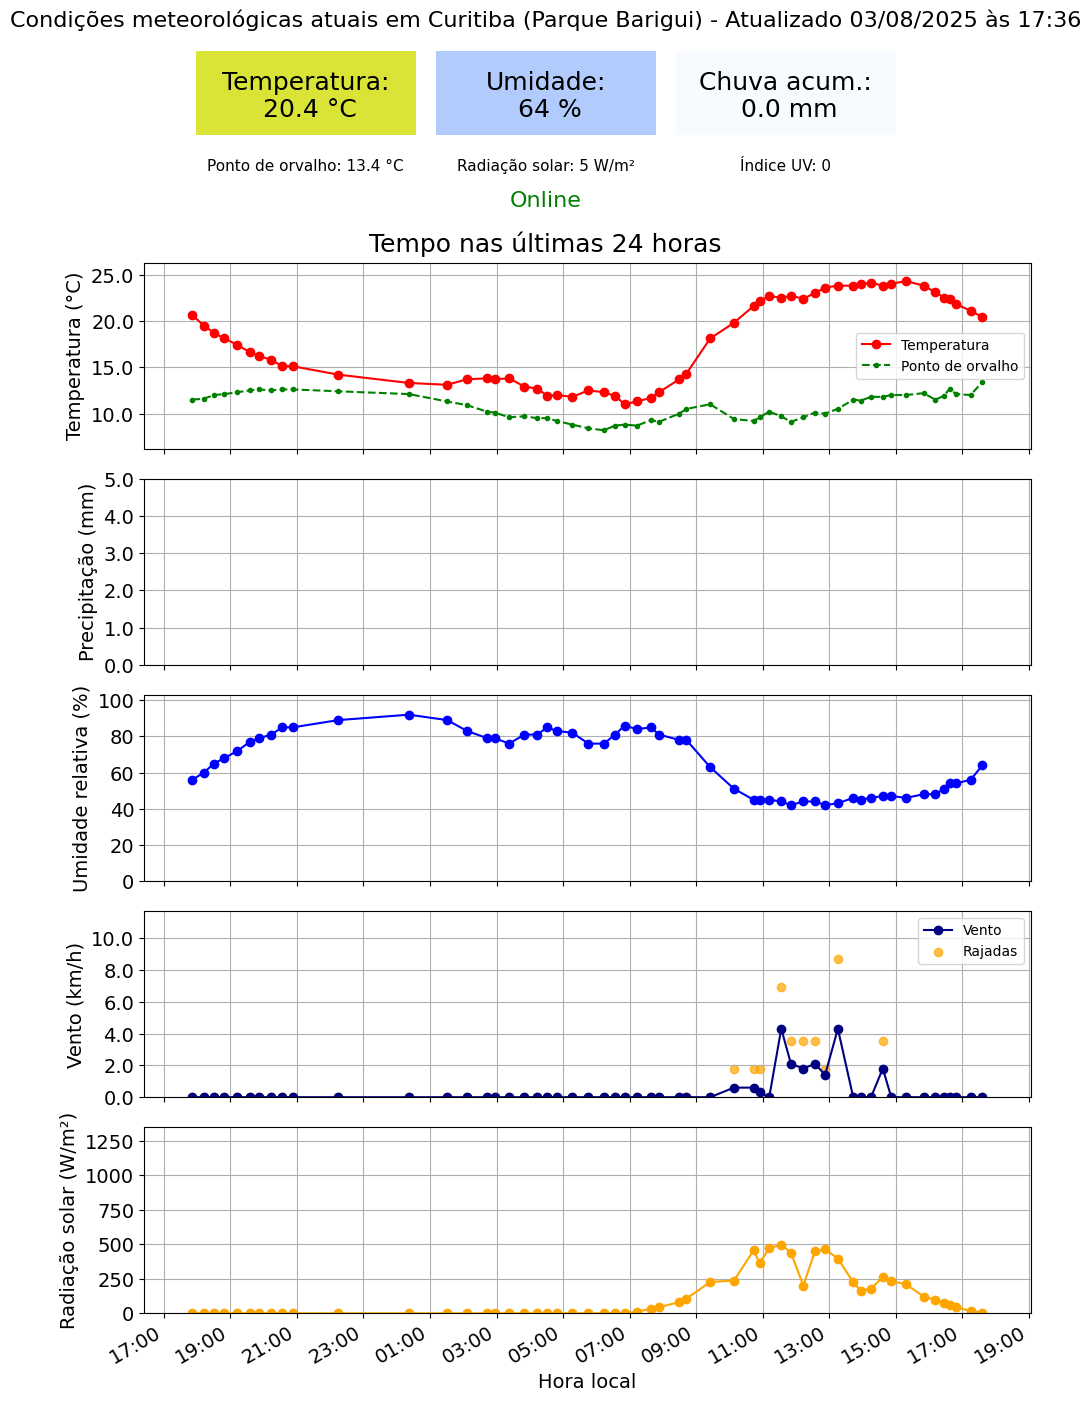 Condições meteorológicas atuais em Curitiba (Parque Barigui) - Atualizado 03/08/2025 às 17:36
Temperatura:
20.4 °C
Umidade:
64 %
Chuva acum.:
0.0 mm
Ponto de orvalho: 13.4 °C
Radiação solar: 5 W/m²
Índice UV: 0
Online
Tempo nas últimas 24 horas
Temperatura (°C)
25.0
20.0
15.0
10.0
Temperatura
Ponto de orvalho
Precipitação (mm)
5.0
4.0
3.0
2.0
1.0
0.0
Umidade relativa (%)
100
80
60
40
20
0
Vento (km/h)
10.0
8.0
6.0
4.0
2.0
0.0
Vento
Rajadas
Radiação solar (W/m²)
1250
1000
750
500
250
0
17:00
19:00
21:00
23:00
01:00
03:00
05:00
07:00
09:00
11:00
13:00
15:00
17:00
19:00
Hora local